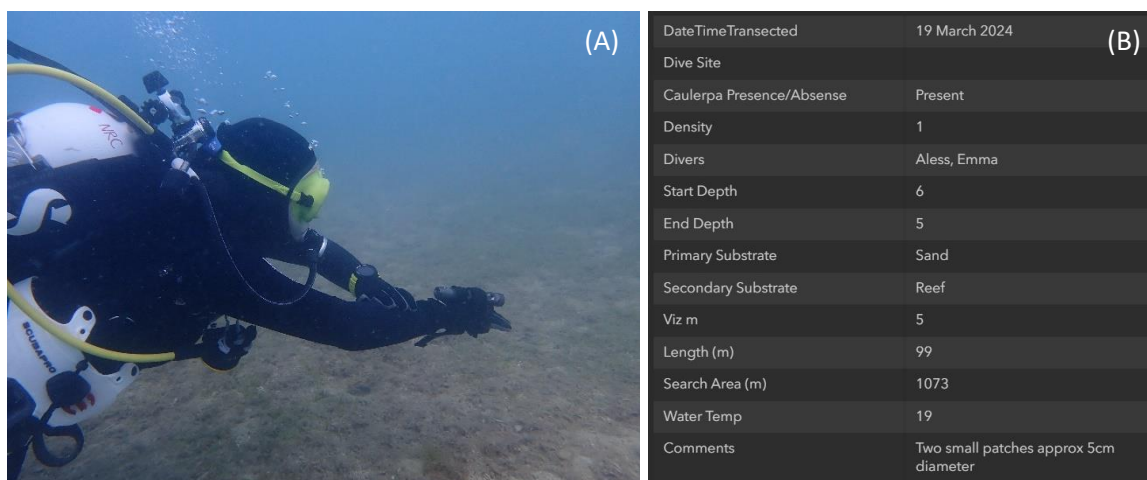 (A)
NRC
SCUBAPRO
(B)
DateTimeTransected 19 March 2024
Dive Site
Caulerpa Presence/Absense Present
Density 1
Divers Aless, Emma
Start Depth 6
End Depth 5
Primary Substrate Sand
Secondary Substrate Reef
Viz m 5
Length (m) 99
Search Area (m) 1073
Water Temp 19
Comments Two small patches approx 5cm
diameter